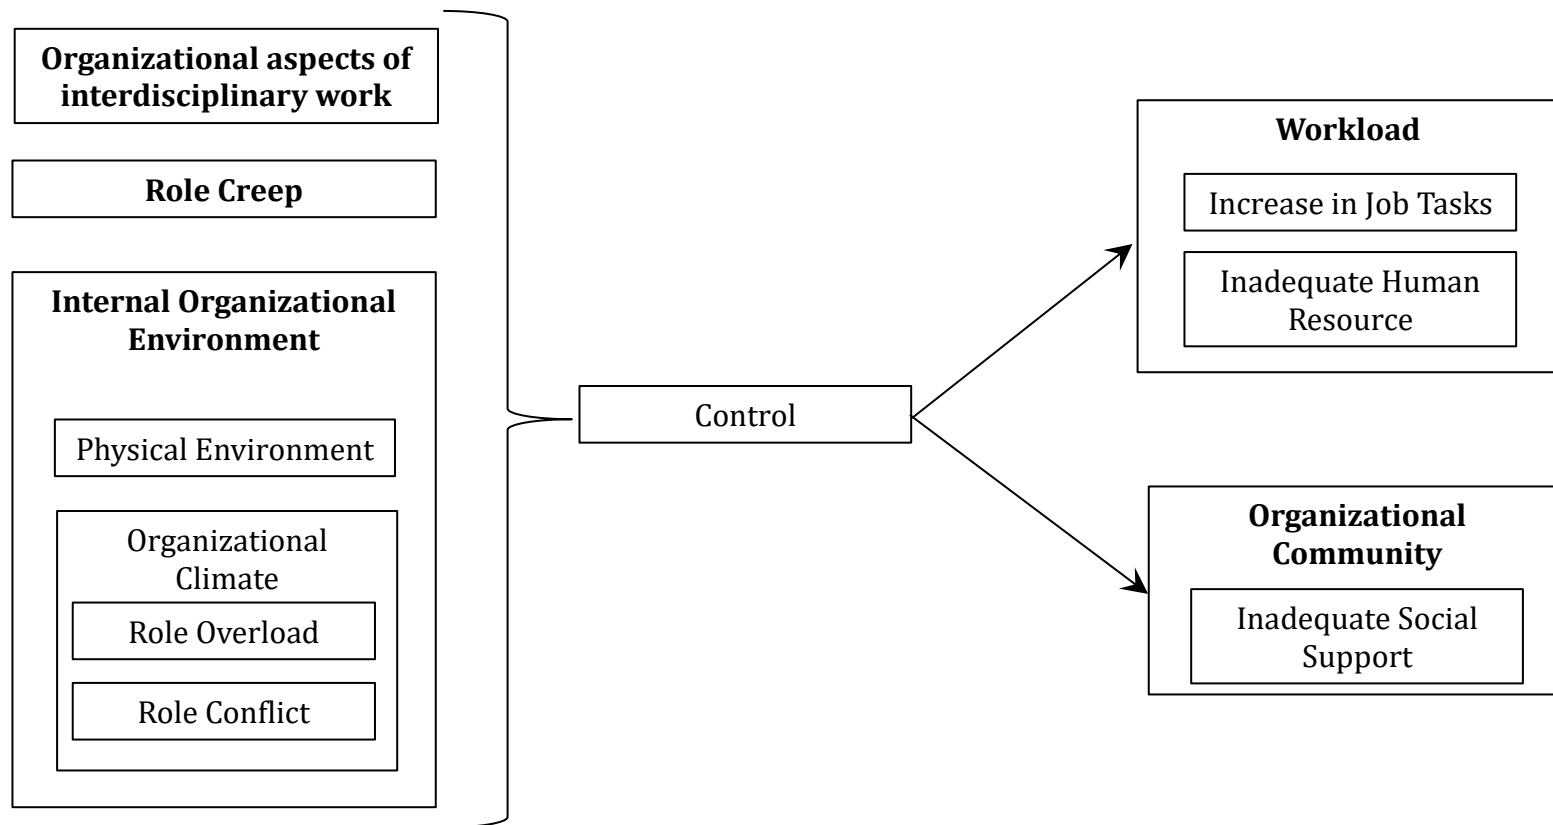 Organizational aspects of
interdisciplinary work
Role Creep
Internal Organizational
Environment
Physical Environment
Organizational
Climate
Role Overload
Role Conflict
Control
Workload
Increase in Job Tasks
Inadequate Human
Resource
Organizational
Community
Inadequate Social
Support